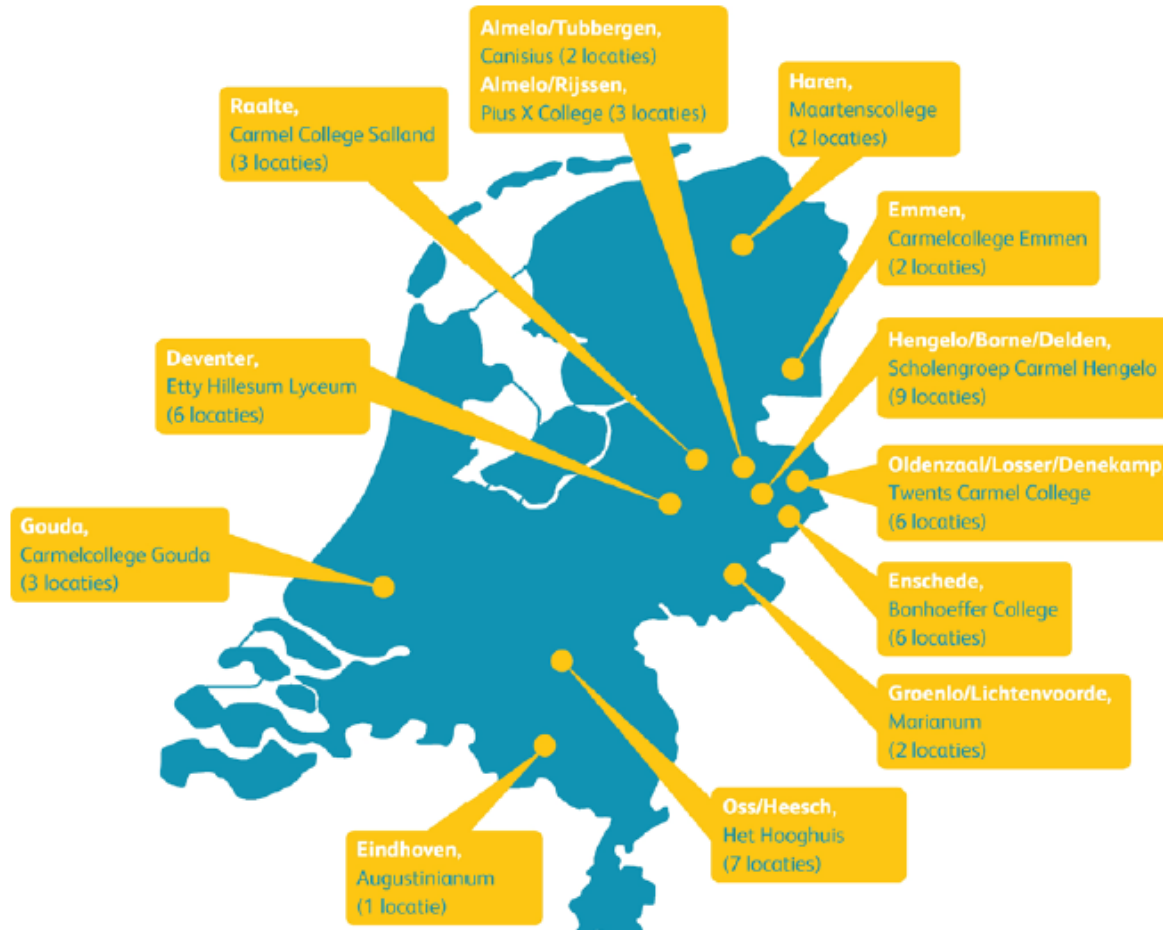 Almelo/Tubbergen,
Canisius (2 locaties)
Almelo/Rijssen,
Pius X College (3 locaties)
Haren,
Maartenscollege
(2 locaties)
Raalte,
Carmel College Salland
(3 locaties)
Emmen,
Carmelcollege Emmen
(2 locaties)
Hengelo/Borne/Delden,
Scholengroep Carmel Hengelo
(9 locaties)
Deventer,
Etty Hillesum Lyceum
(6 locaties)
Oldenzaal/Losser/Denekamp
Twents Carmel College
(6 locaties)
Gouda,
Carmelcollege Gouda
(3 locaties)
Enschede,
Bonhoeffer College
(6 locaties)
Groenlo/Lichtenvoorde,
Marianum
(2 locaties)
Oss/Heesch,
Het Hooghuis
(7 locaties)
Eindhoven,
Augustinianum
(1 locatie)